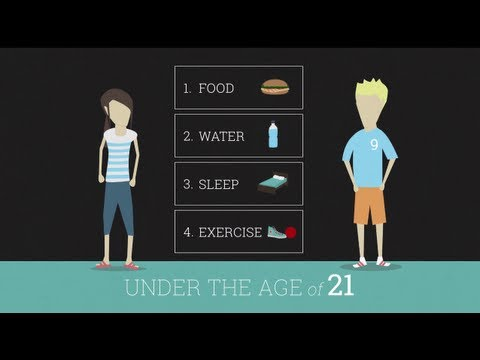 1. FOOD
2. WATER
3. SLEEP
4. EXERCISE
9
UNDER THE AGE of 21